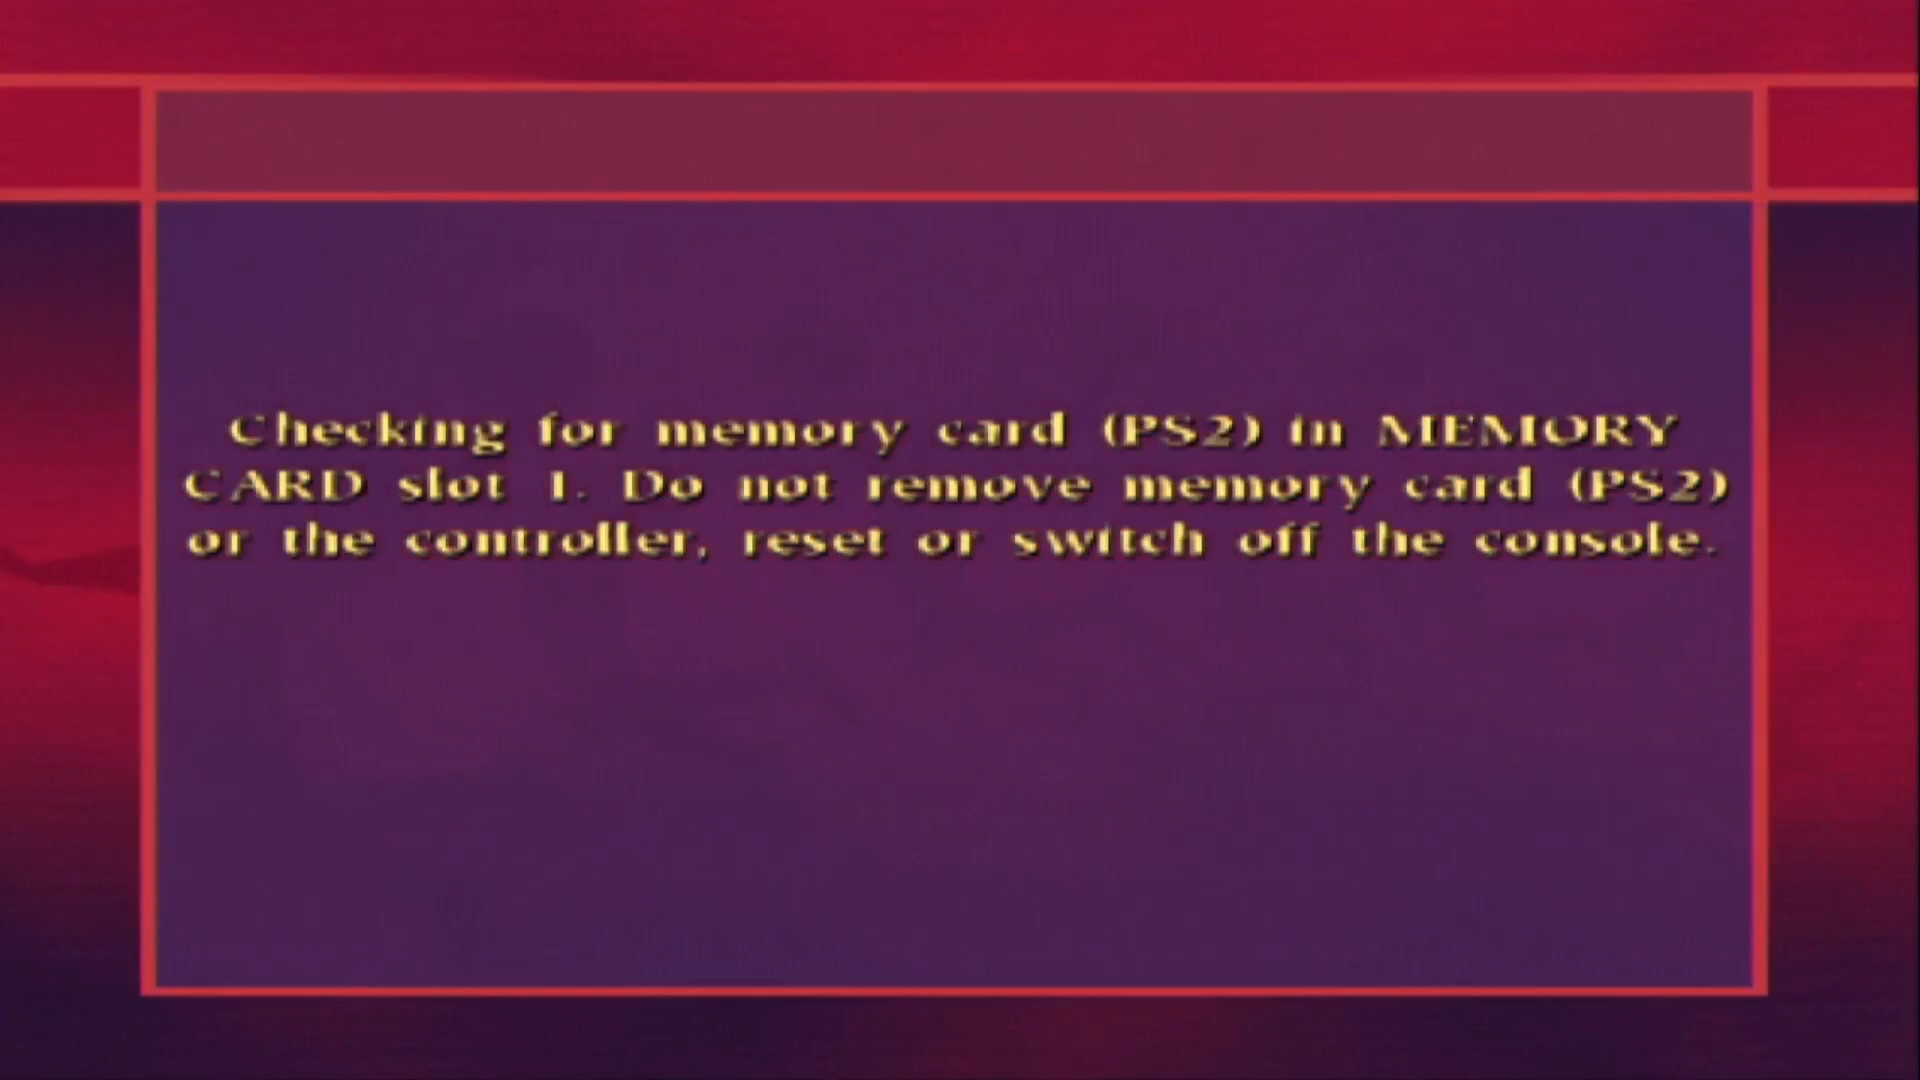 Checking for memory card (PS2) in MEMORY
CARD slot 1. Do not remove memory card (PS2)
or the controller, reset or switch off the console.